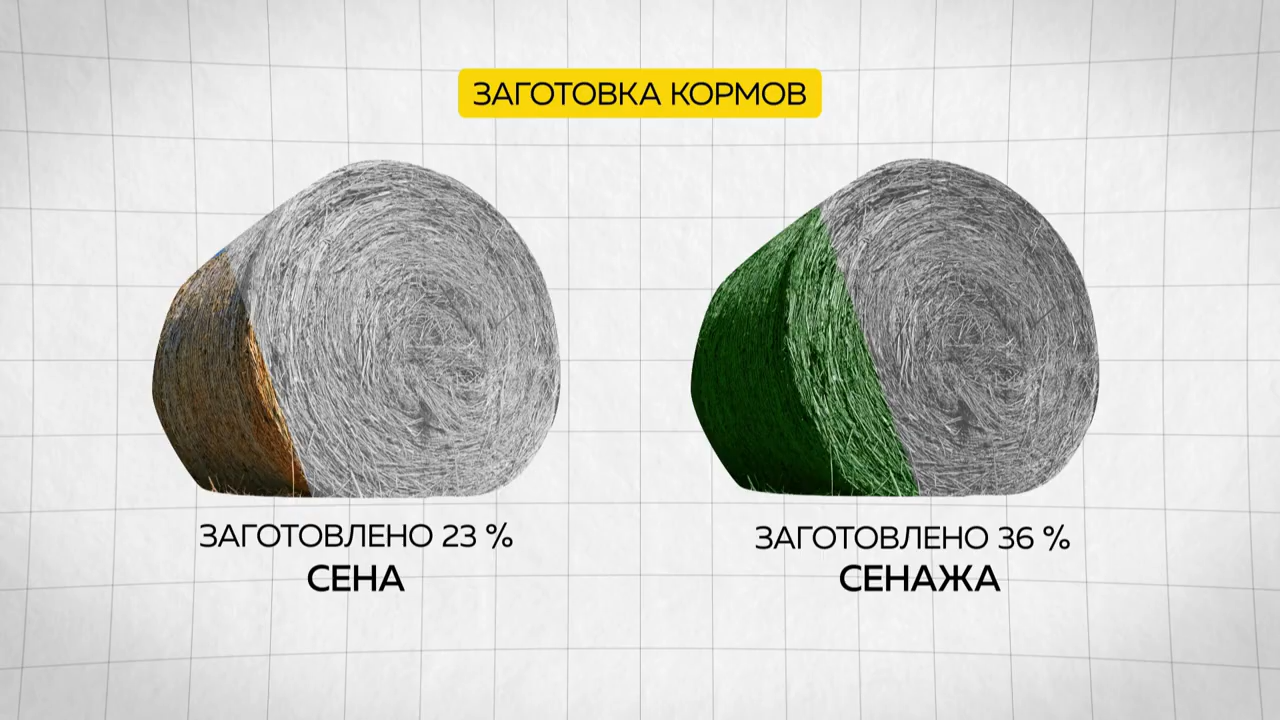 ЗАГОТОВКА КОРМОВ
ЗАГОТОВЛЕНО 23 %
СЕНА
ЗАГОТОВЛЕНО 36 %
СЕНАЖА